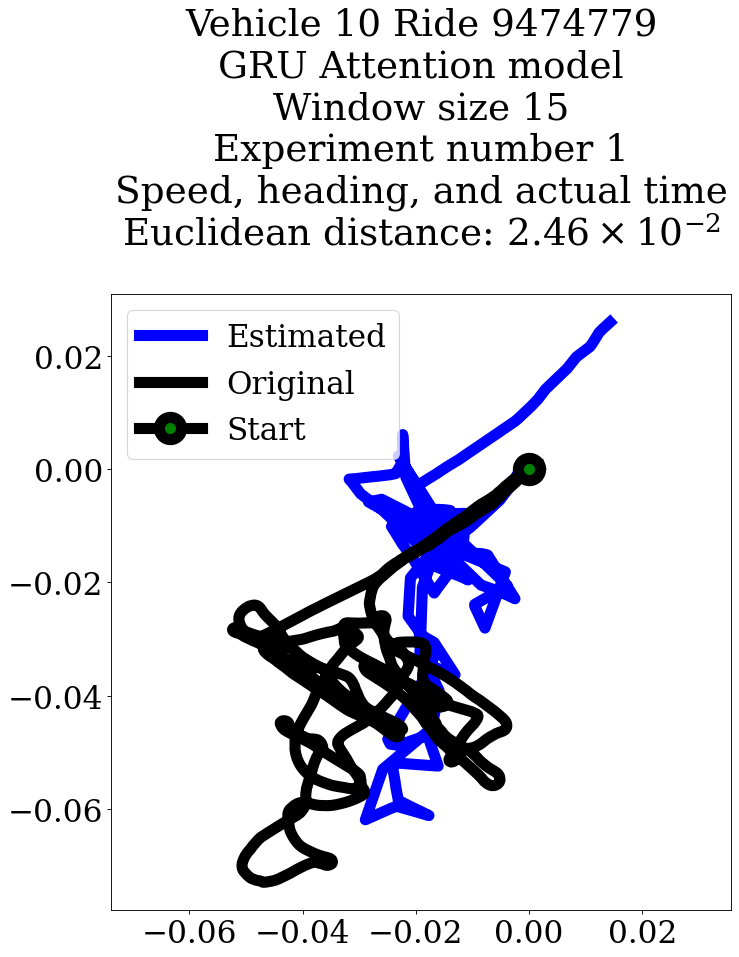 Vehicle 10 Ride 9474779
GRU Attention model
Window size 15
Experiment number 1
Speed, heading, and actual time
Euclidean distance: 2.46 × 10⁻²
Estimated
Original
Start
0.02
0.00
−0.02
−0.04
−0.06
−0.06 −0.04 −0.02 0.00 0.02